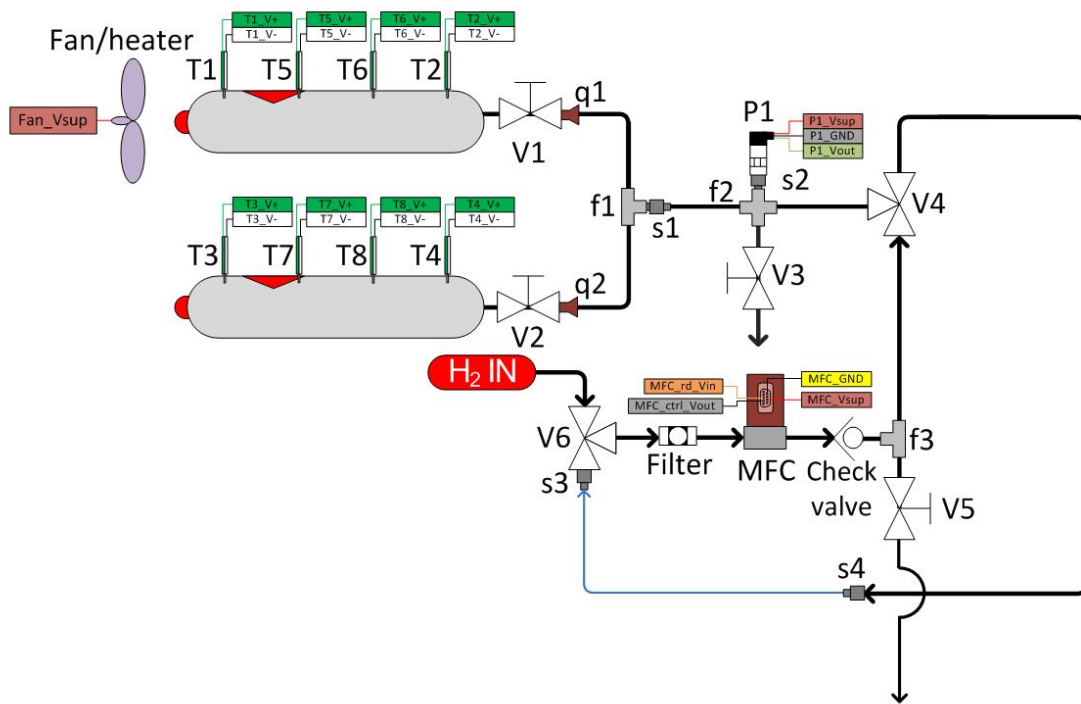 Fan/heater
Fan_Vsup
T1_V+
T1_V-
T5_V+
T5_V-
T6_V+
T6_V-
T2_V+
T2_V-
T1
T5
T6
T2
V1
q1
T3_V+
T3_V-
T7_V+
T7_V-
T8_V+
T8_V-
T4_V+
T4_V-
T3
T7
T8
T4
V2
q2
f1
s1
f2
P1
P1_Vsup
P1_GND
P1_Vout
s2
V3
V4
H2 IN
V6
s3
Filter
MFC_rd_Vin
MFC_ctrl_Vout
MFC_GND
MFC_Vsup
MFC
Check
valve
f3
V5
s4